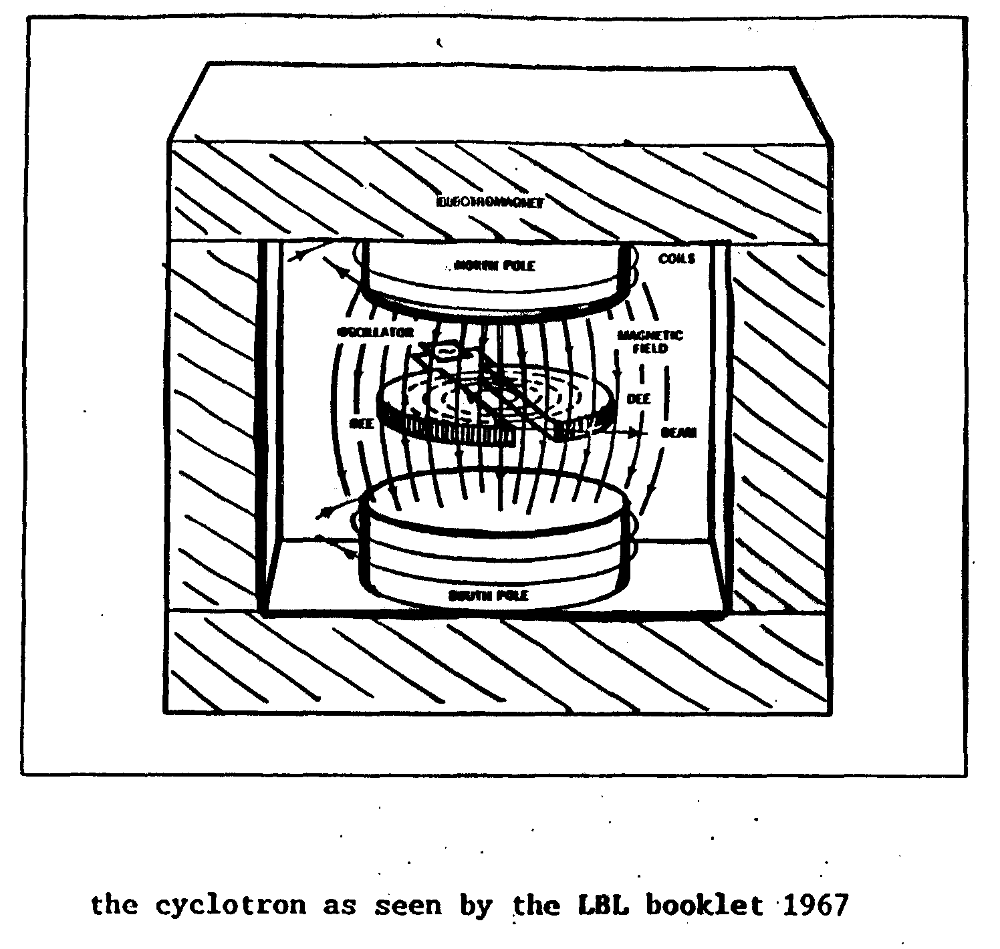 ELECTROMAGNET
NORTH POLE
COILS
OSCILLATOR
MAGNETIC
FIELD
DEE
DEE
BEAM
SOUTH POLE
the cyclotron as seen by the LBL booklet 1967